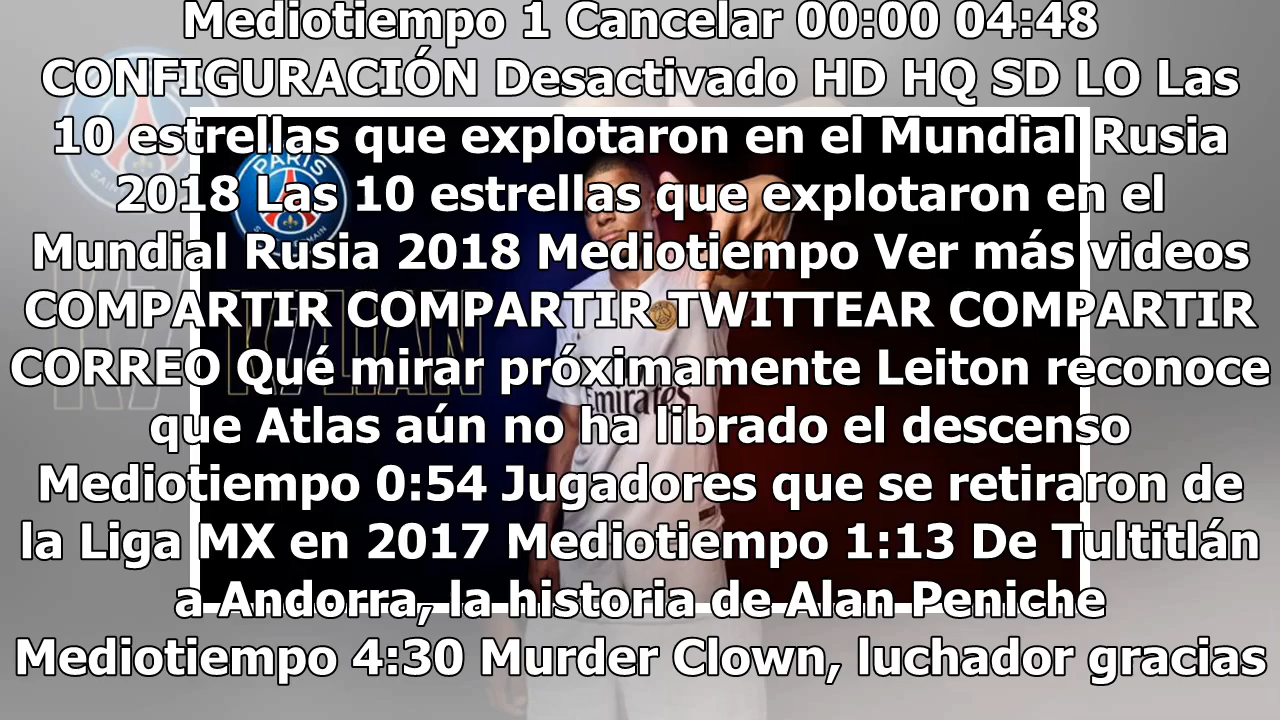 Mediotiempo 1 Cancelar 00:00 04:48
CONFIGURACIÓN Desactivado HD HQ SD LO Las
10 estrellas que explotaron en el Mundial Rusia
2018 Las 10 estrellas que explotaron en el
Mundial Rusia 2018 Mediotiempo Ver más videos
COMPARTIR COMPARTIR TWITTEAR COMPARTIR
CORREO Qué mirar próximamente Leiton reconoce
que Atlas aún no ha librado el descenso
Mediotiempo 0:54 Jugadores que se retiraron de
la Liga MX en 2017 Mediotiempo 1:13 De Tultitlán
a Andorra, la historia de Alan Peniche
Mediotiempo 4:30 Murder Clown, luchador gracias
PARIS
KYLIAN
Emirates